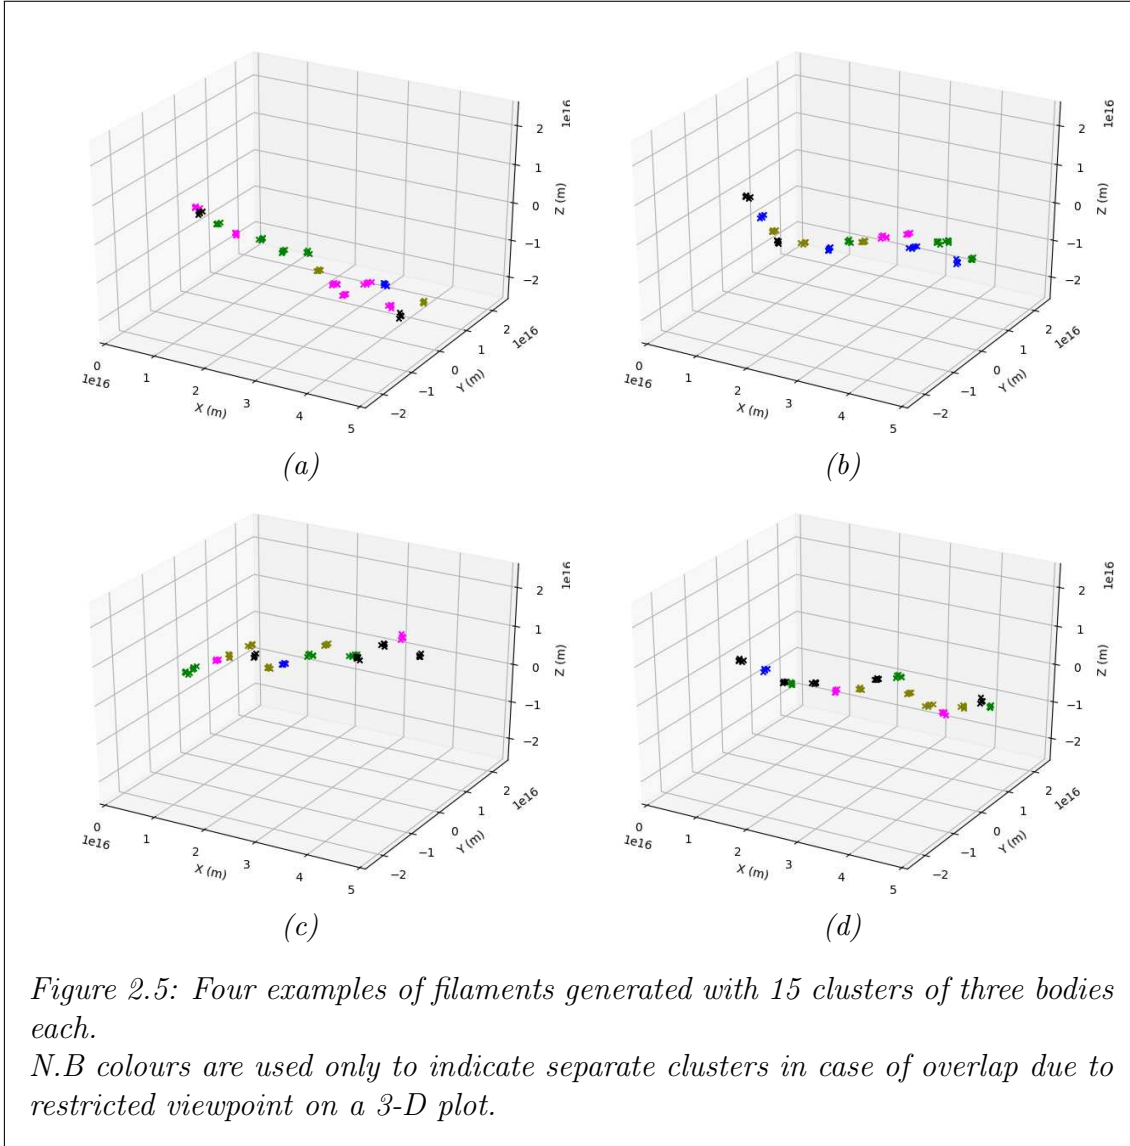 1e16
2
1
0
−1
−2
Z (m)
2
1
0
−1
−2
1e16
Y (m)
0
1
2
3
4
5
1e16
X (m)
(a)
1e16
2
1
0
−1
−2
Z (m)
2
1
0
−1
−2
1e16
Y (m)
0
1
2
3
4
5
1e16
X (m)
(b)
1e16
2
1
0
−1
−2
Z (m)
2
1
0
−1
−2
1e16
Y (m)
0
1
2
3
4
5
1e16
X (m)
(c)
1e16
2
1
0
−1
−2
Z (m)
2
1
0
−1
−2
1e16
Y (m)
0
1
2
3
4
5
1e16
X (m)
(d)
Figure 2.5: Four examples of filaments generated with 15 clusters of three bodies
each.
N.B colours are used only to indicate separate clusters in case of overlap due to
restricted viewpoint on a 3-D plot.